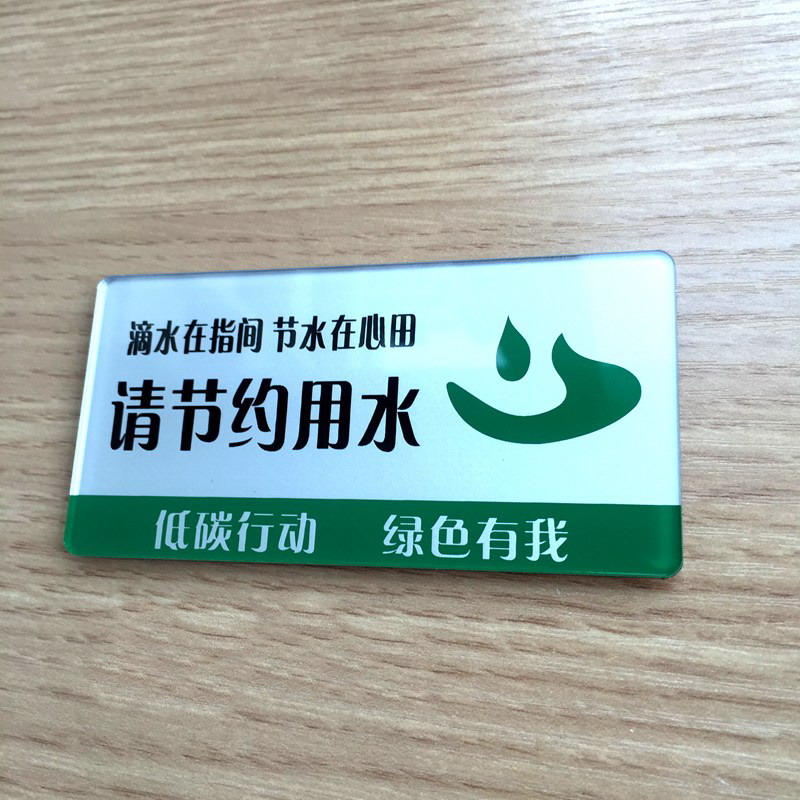 滴水在指间 节水在心田
请节约用水
低碳行动 绿色有我